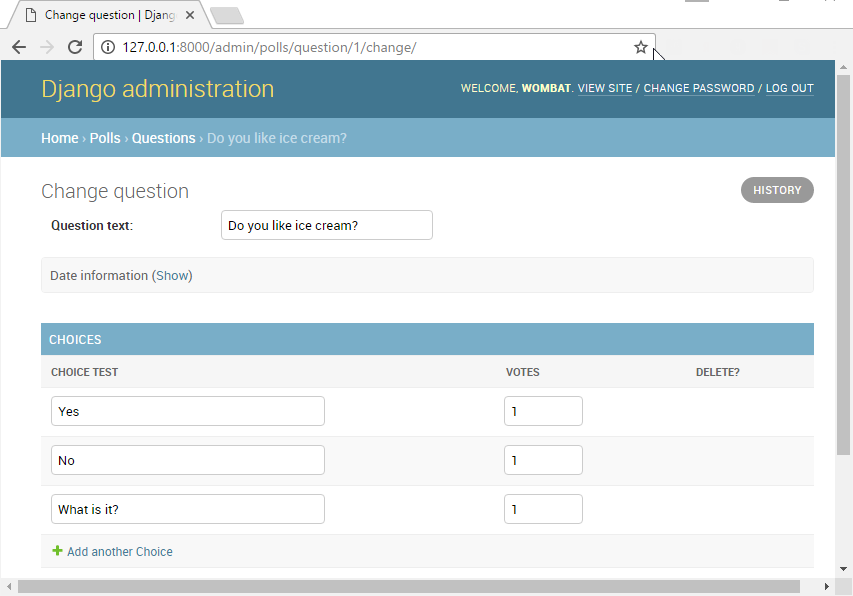 Change question | Djang
127.0.0.1:8000/admin/polls/question/1/change/
Django administration
WELCOME, WOMBAT. VIEW SITE / CHANGE PASSWORD / LOG OUT
Home › Polls › Questions › Do you like ice cream?
Change question
HISTORY
Question text:
Do you like ice cream?
Date information (Show)
CHOICES
CHOICE TEST VOTES DELETE?
Yes 1
No 1
What is it? 1
Add another Choice